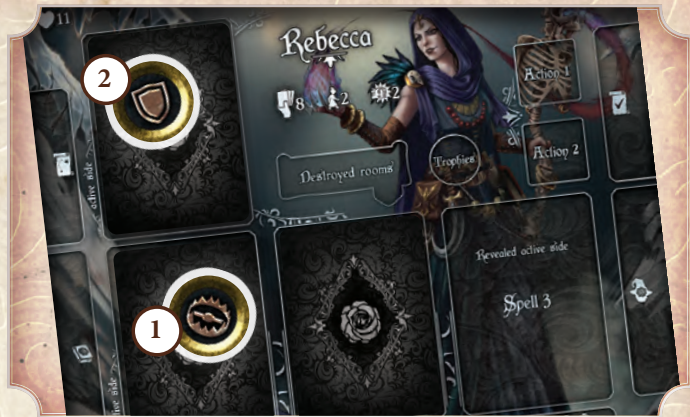 11
2
Rebecca
8
2
2
Action 1
Action 2
Destroyed rooms
Trophies
active side
Revealed active side
Spell 3
1
side